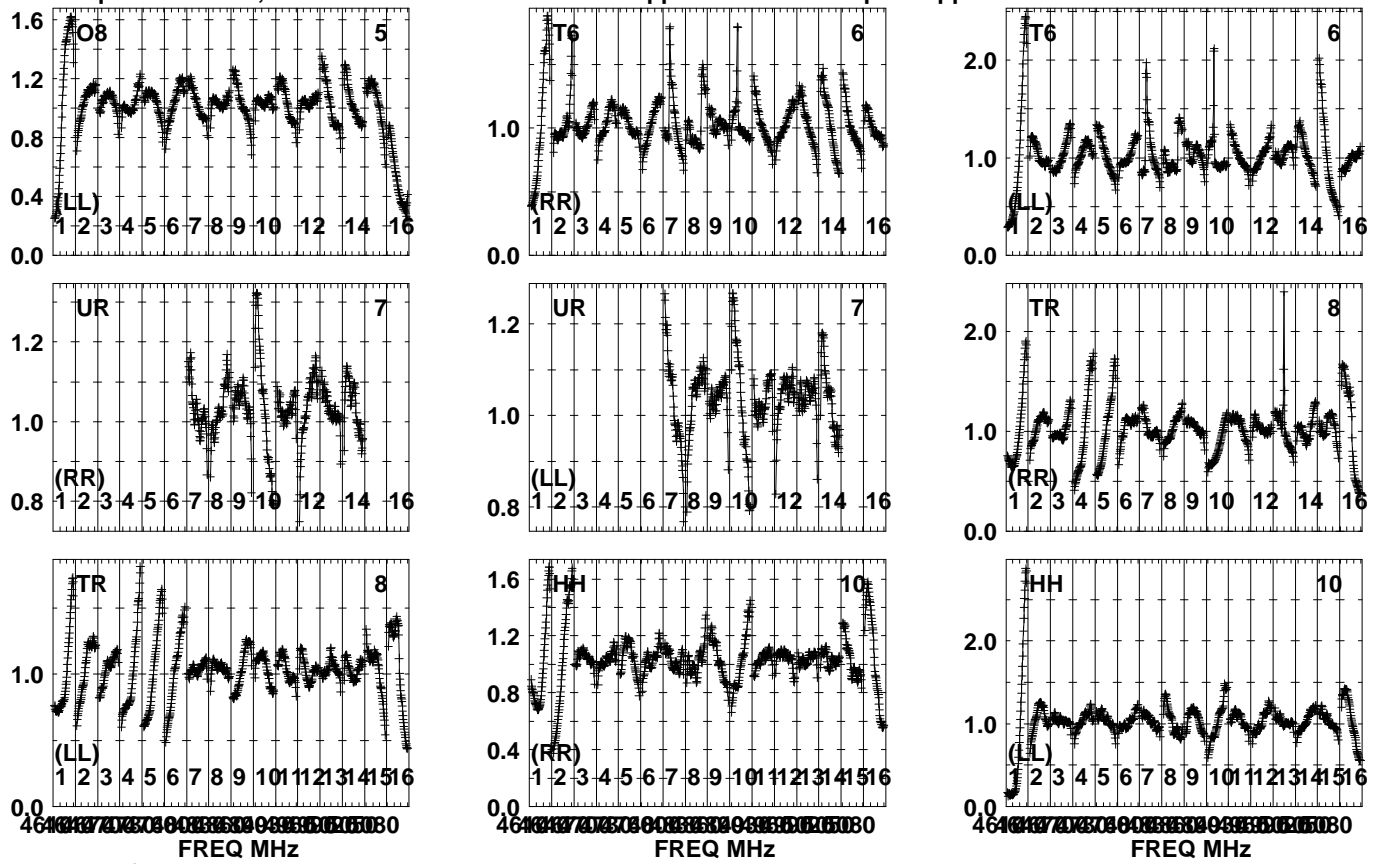 1.6 O8 5
1.2
0.8
0.4
0.0
(LL)
1 2 3 4 5 6 7 8 9 10 12 14 16
T6 6
1.0
0.0
(RR)
1 2 3 4 5 6 7 8 9 10 12 14 16
T6 6
2.0
1.0
0.0
(LL)
1 2 3 4 5 6 7 8 9 10 12 14 16
UR 7
1.2
1.0
0.8
(RR)
1 2 3 4 5 6 7 8 9 10 12 14 16
UR 7
1.2
1.0
0.8
(LL)
1 2 3 4 5 6 7 8 9 10 12 14 16
TR 8
2.0
1.0
0.0
(RR)
1 2 3 4 5 6 7 8 9 10 12 14 16
TR 8
1.0
0.0
(LL)
1 2 3 4 5 6 7 8 9 10 11 12 13 14 15 16
FREQ MHz
1.6 HH 10
1.2
0.8
0.4
(RR)
1 2 3 4 5 6 7 8 9 10 11 12 13 14 15 16
FREQ MHz
HH 10
2.0
1.0
0.0
(LL)
1 2 3 4 5 6 7 8 9 10 11 12 13 14 15 16
FREQ MHz